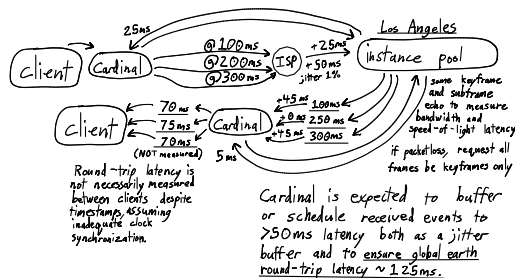 25ms
Los Angeles
client
Cardinal
@100ms
@200ms
@300ms
ISP
+25ms
+50ms
jitter 1%
instance pool
some keyframe
and subframe
echo to measure
bandwidth and
speed-of-light latency
if packetloss, request all
frames be keyframes only
client
70ms
75ms
70ms
(NOT measured)
Cardinal
+45ms 100ms
+0ms 250ms
+45ms 300ms
5ms
Round-trip latency is
not necessarily measured
between clients despite
timestamps, assuming
inadequate clock
synchronization.
Cardinal is expected to buffer
or schedule received events to
>50ms latency both as a jitter
buffer and to ensure global earth
round-trip latency ~125ms.